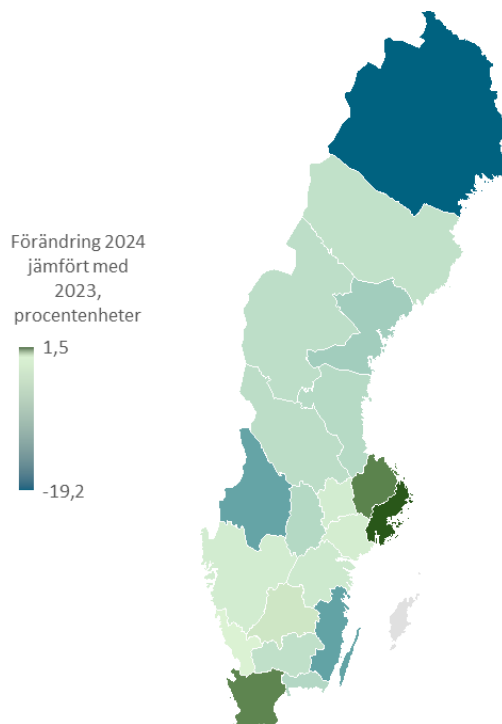 Förändring 2024
jämfört med
2023,
procentenheter
1,5
-19,2